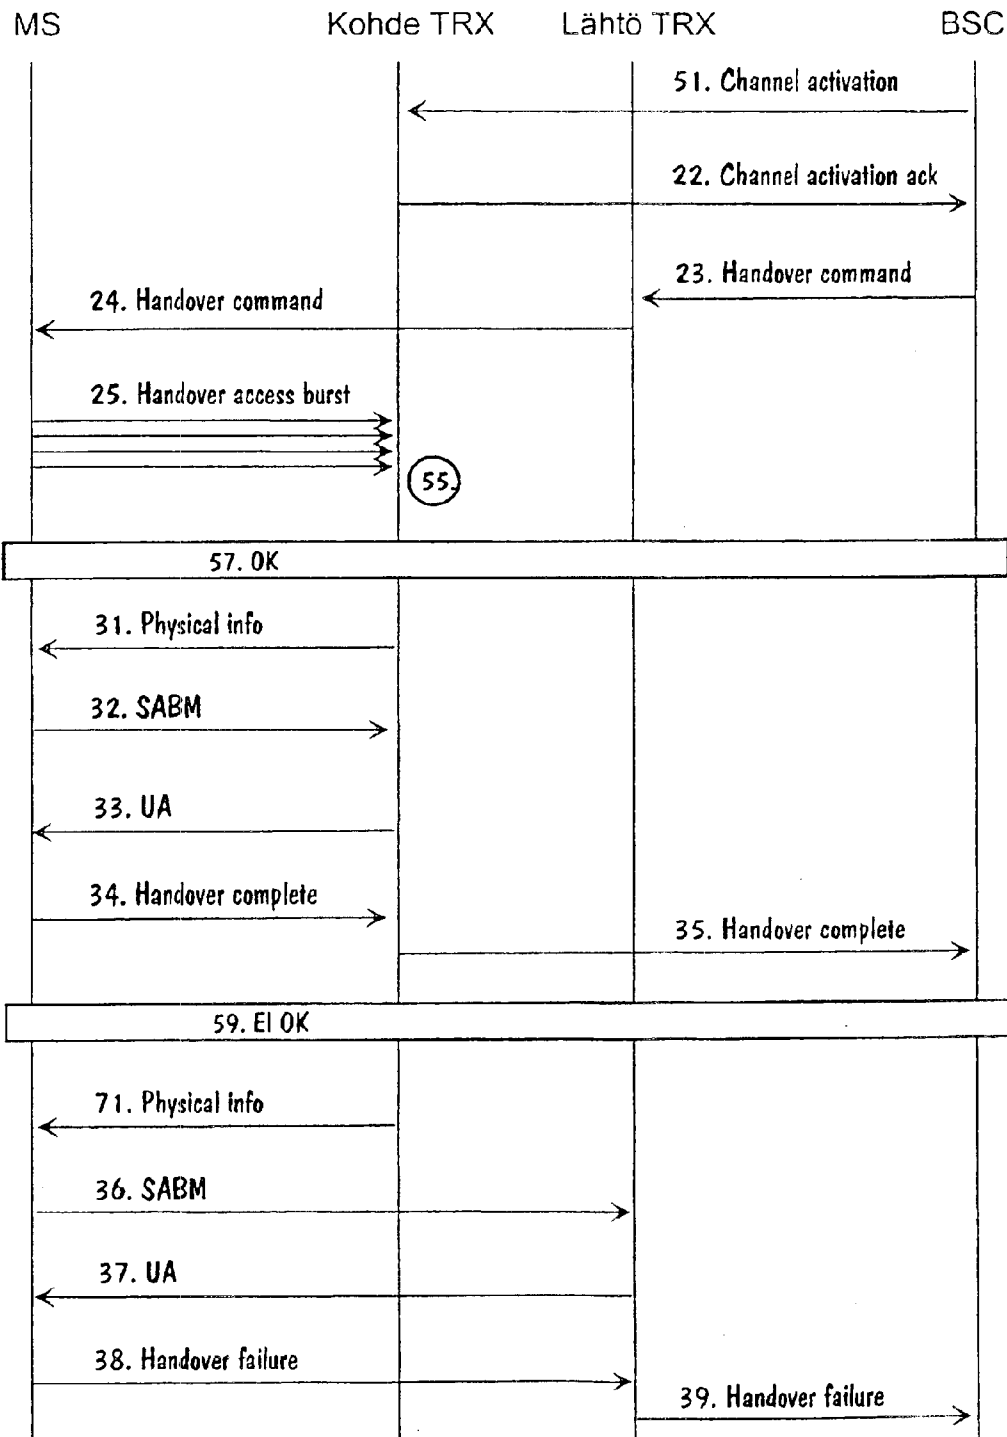 MS Kohde TRX Lähtö TRX BSC
51. Channel activation
22. Channel activation ack
23. Handover command
24. Handover command
25. Handover access burst
55.
57. OK
31. Physical info
32. SABM
33. UA
34. Handover complete
35. Handover complete
59. EI OK
71. Physical info
36. SABM
37. UA
38. Handover failure
39. Handover failure